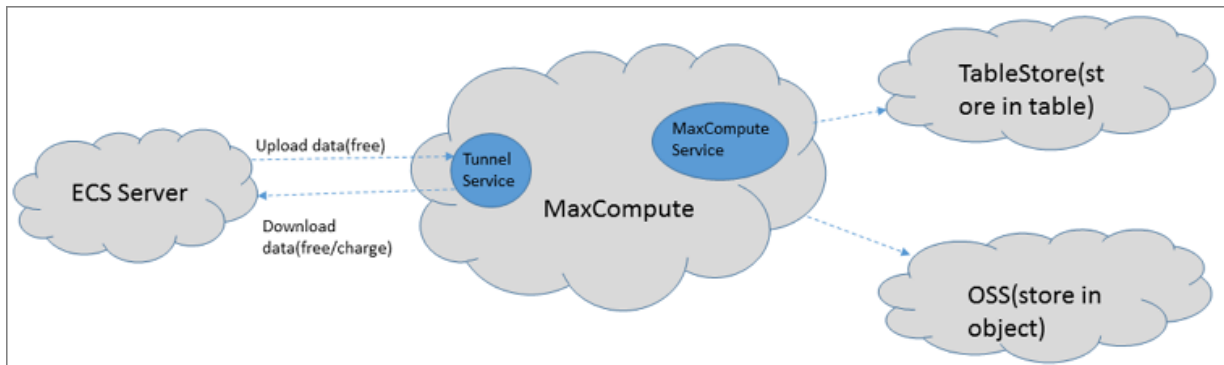 ECS Server
Upload data(free)
Download
data(free/charge)
Tunnel
Service
MaxCompute
Service
MaxCompute
TableStore(st
ore in table)
OSS(store in
object)